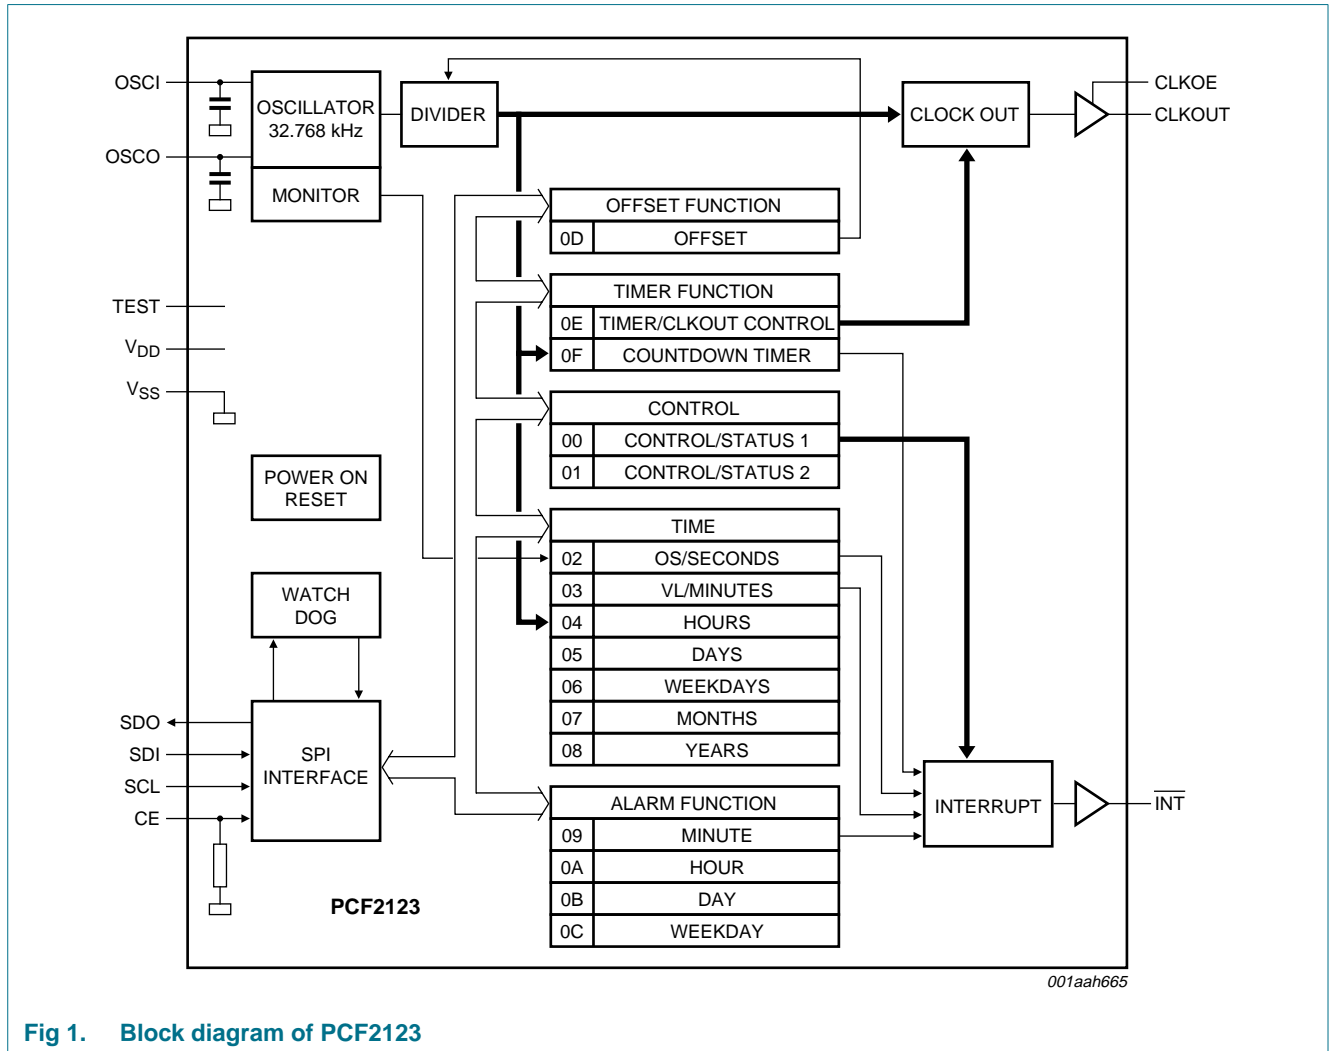 OSCI
OSCO
OSCILLATOR
32.768 kHz
MONITOR
DIVIDER
CLOCK OUT
CLKOE
CLKOUT
OFFSET FUNCTION
0D OFFSET
TIMER FUNCTION
0E TIMER/CLKOUT CONTROL
0F COUNTDOWN TIMER
TEST
VDD
VSS
CONTROL
00 CONTROL/STATUS 1
01 CONTROL/STATUS 2
POWER ON
RESET
TIME
02 OS/SECONDS
03 VL/MINUTES
04 HOURS
05 DAYS
06 WEEKDAYS
07 MONTHS
08 YEARS
WATCH
DOG
SDO
SDI
SCL
CE
SPI
INTERFACE
ALARM FUNCTION
09 MINUTE
0A HOUR
0B DAY
0C WEEKDAY
INTERRUPT
INT
PCF2123
001aah665
Fig 1. Block diagram of PCF2123